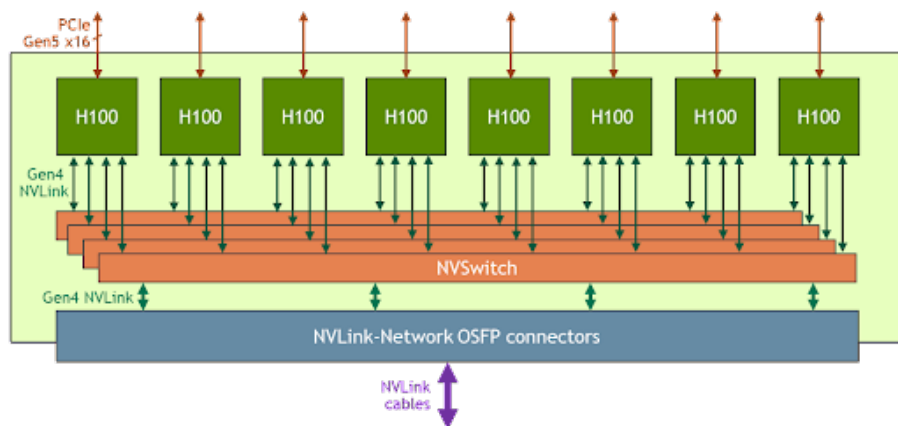 PCIe
Gen5 x16
H100
H100
H100
H100
H100
H100
H100
H100
Gen4
NVLink
NVSwitch
Gen4 NVLink
NVLink-Network OSFP connectors
NVLink
cables